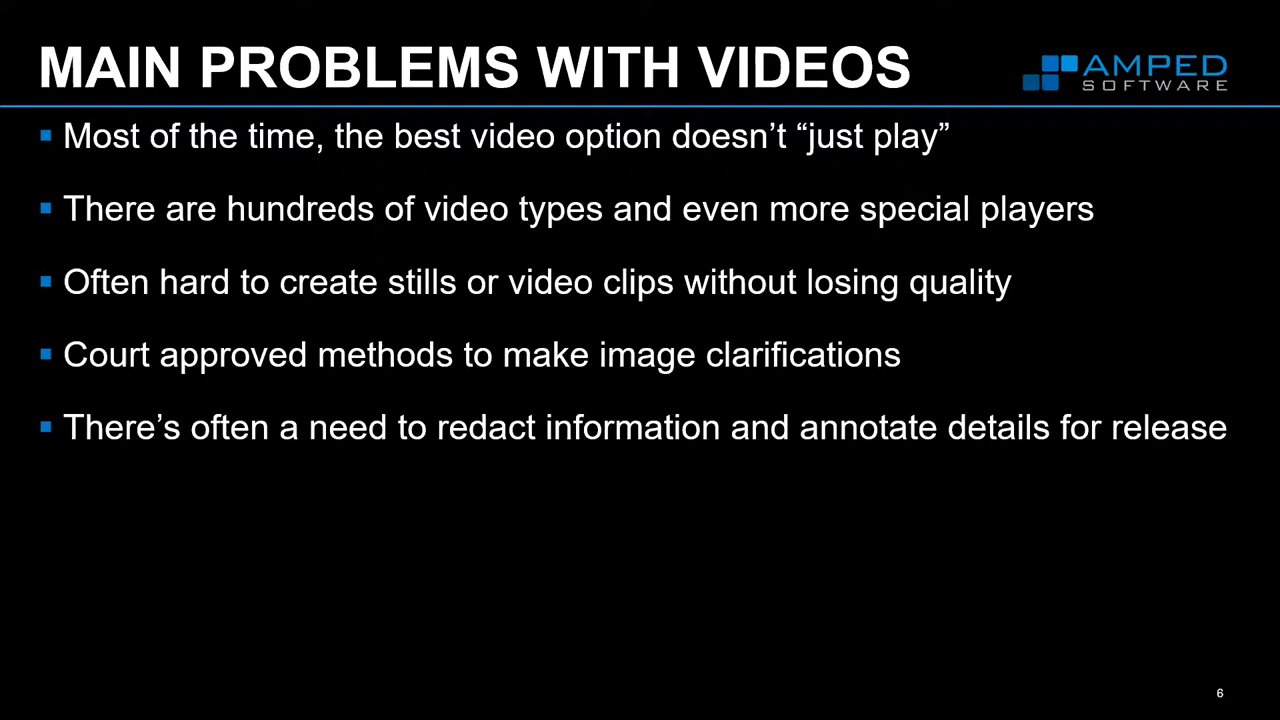 MAIN PROBLEMS WITH VIDEOS
AMPED
SOFTWARE
Most of the time, the best video option doesn’t “just play”
There are hundreds of video types and even more special players
Often hard to create stills or video clips without losing quality
Court approved methods to make image clarifications
There’s often a need to redact information and annotate details for release
6